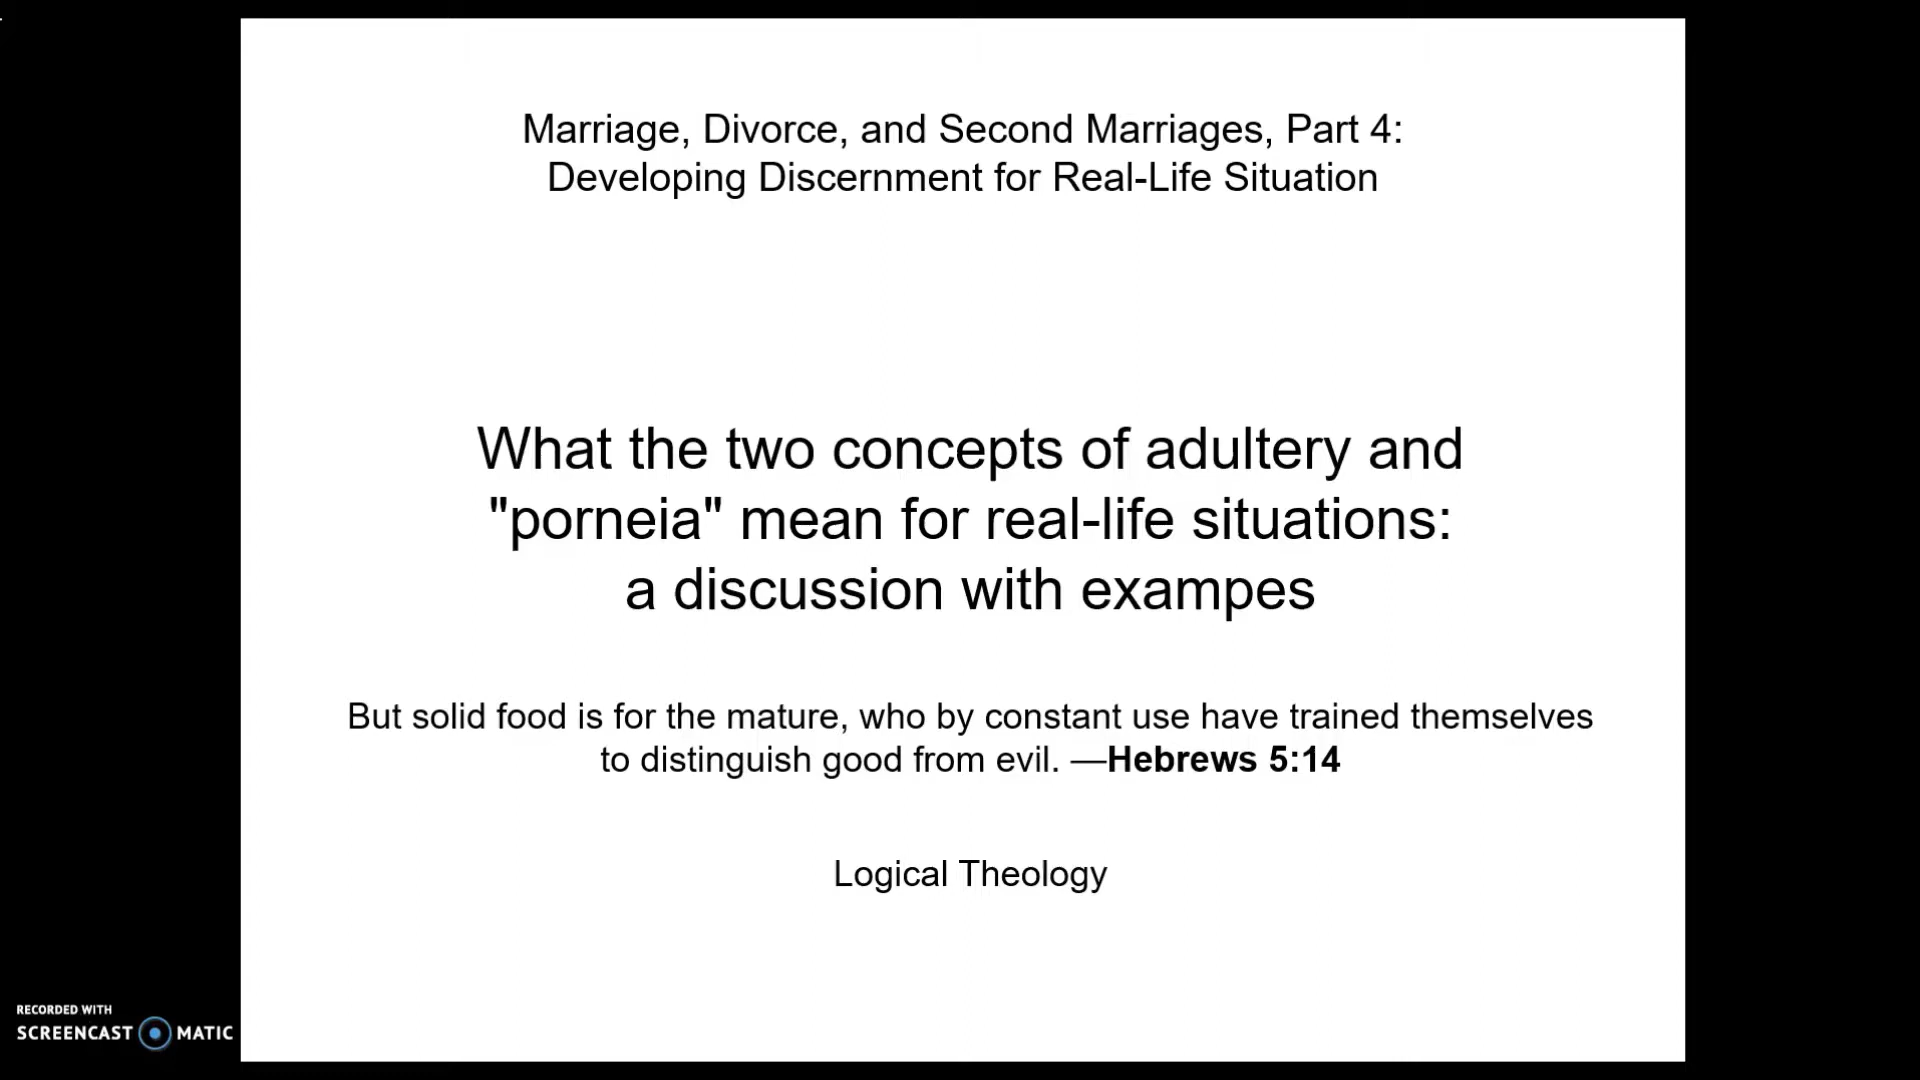 Marriage, Divorce, and Second Marriages, Part 4:
Developing Discernment for Real-Life Situation
What the two concepts of adultery and
"porneia" mean for real-life situations:
a discussion with exampes
But solid food is for the mature, who by constant use have trained themselves
to distinguish good from evil. —Hebrews 5:14
Logical Theology
RECORDED WITH
SCREENCAST MATIC